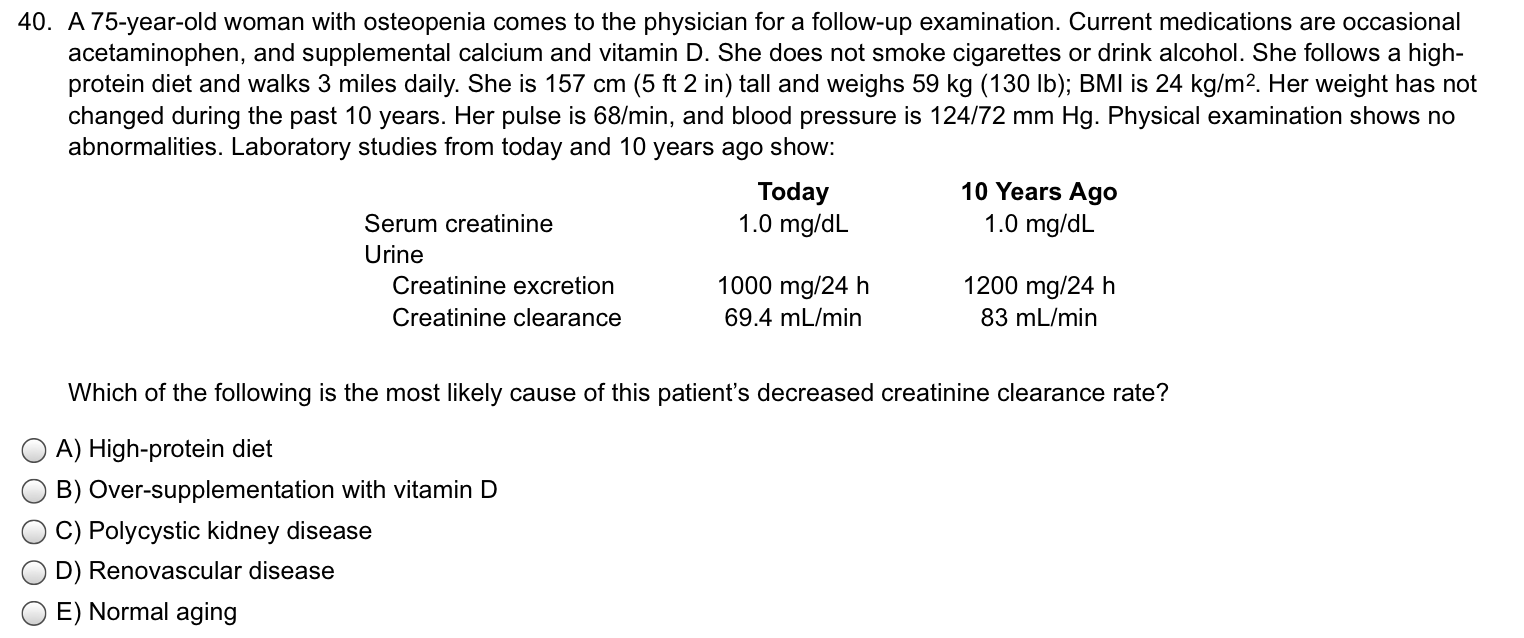 40. A 75-year-old woman with osteopenia comes to the physician for a follow-up examination. Current medications are occasional
acetaminophen, and supplemental calcium and vitamin D. She does not smoke cigarettes or drink alcohol. She follows a high-
protein diet and walks 3 miles daily. She is 157 cm (5 ft 2 in) tall and weighs 59 kg (130 lb); BMI is 24 kg/m². Her weight has not
changed during the past 10 years. Her pulse is 68/min, and blood pressure is 124/72 mm Hg. Physical examination shows no
abnormalities. Laboratory studies from today and 10 years ago show:
Today 10 Years Ago
Serum creatinine 1.0 mg/dL 1.0 mg/dL
Urine
Creatinine excretion 1000 mg/24 h 1200 mg/24 h
Creatinine clearance 69.4 mL/min 83 mL/min
Which of the following is the most likely cause of this patient’s decreased creatinine clearance rate?
A) High-protein diet
B) Over-supplementation with vitamin D
C) Polycystic kidney disease
D) Renovascular disease
E) Normal aging